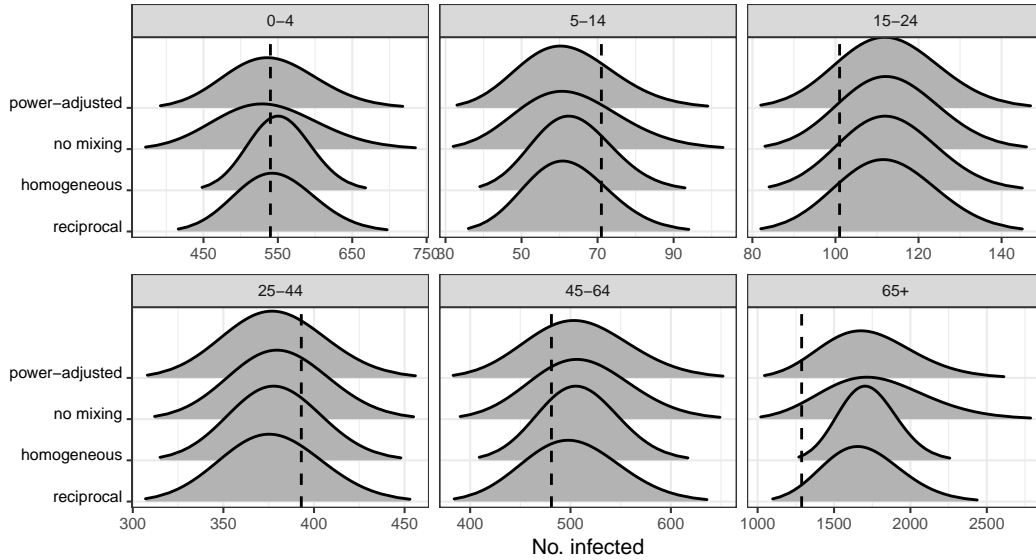 0−4
5−14
15−24
power−adjusted
no mixing
homogeneous
reciprocal
450 550 650 750
30 50 70 90
80 100 120 140
25−44
45−64
65+
power−adjusted
no mixing
homogeneous
reciprocal
300 350 400 450
400 500 600
1000 1500 2000 2500
No. infected